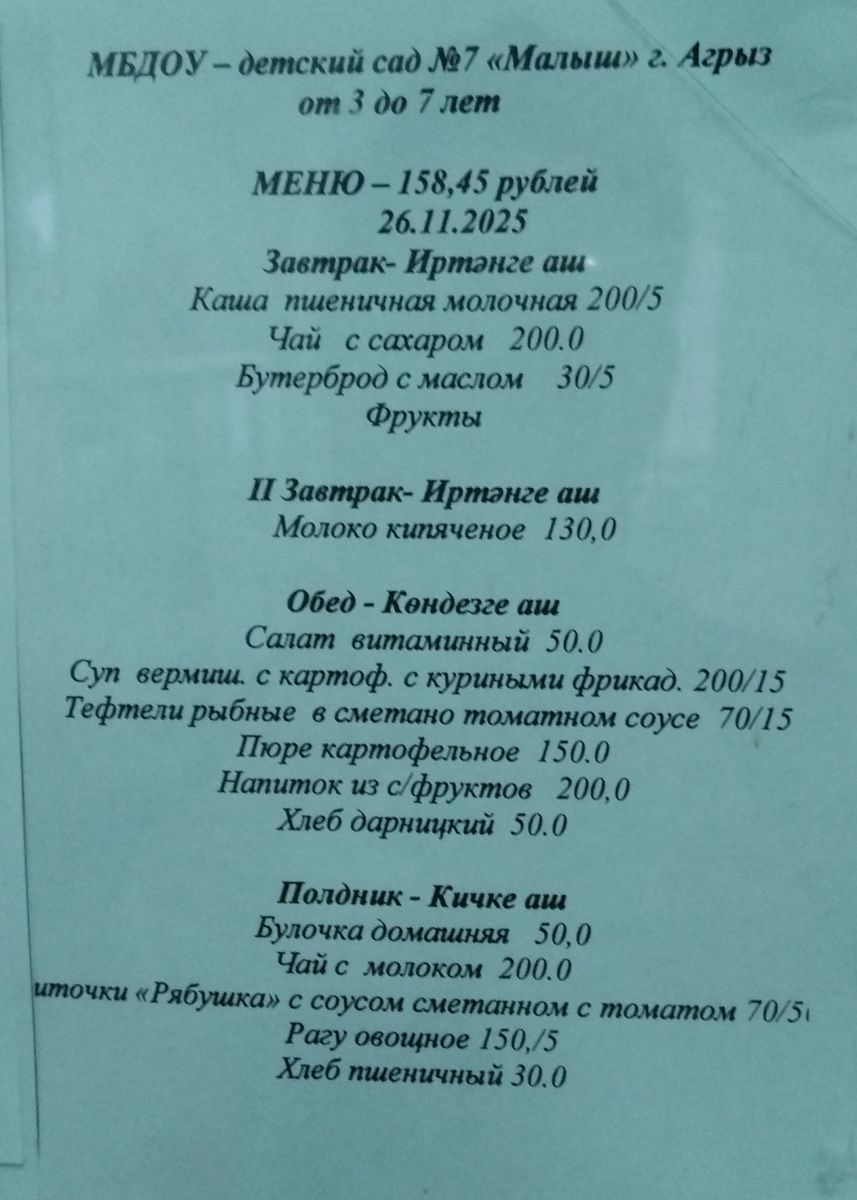 МБДОУ – детский сад №7 «Малыш» г. Агрыз
от 3 до 7 лет
МЕНЮ – 158,45 рублей
26.11.2025
Завтрак- Иртәнге аш
Каша пшеничная молочная 200/5
Чай с сахаром 200.0
Бутерброд с маслом 30/5
Фрукты
II Завтрак- Иртәнге аш
Молоко кипяченое 130,0
Обед - Көндезге аш
Салат витаминный 50.0
Суп вермиш. с картоф. с куриными фрикад. 200/15
Тефтели рыбные в сметано томатном соусе 70/15
Пюре картофельное 150.0
Напиток из с/фруктов 200,0
Хлеб дарницкий 50.0
Полдник - Кичке аш
Булочка домашняя 50,0
Чай с молоком 200.0
иточки «Рябушка» с соусом сметанном с томатом 70/5
Рагу овощное 150,/5
Хлеб пшеничный 30.0